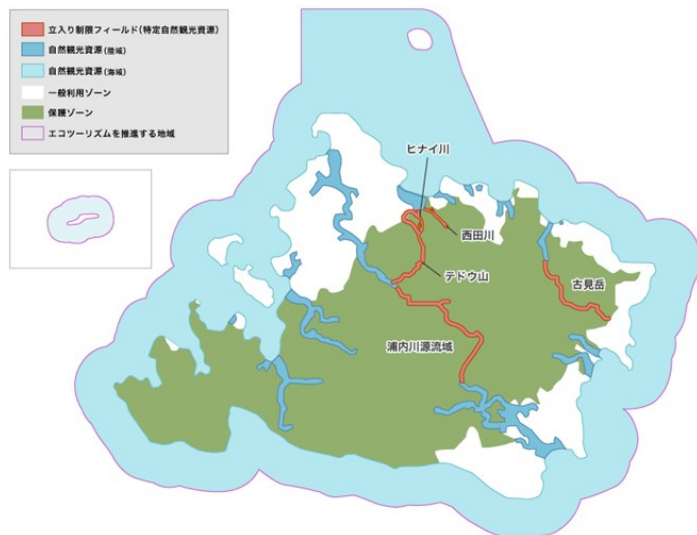 立入り制限フィールド(特定自然観光資源)
自然観光資源(陸域)
自然観光資源(海域)
一般利用ゾーン
保護ゾーン
エコツーリズムを推進する地域
ヒナイ川
西田川
テドウ山
古見岳
浦内川源流域